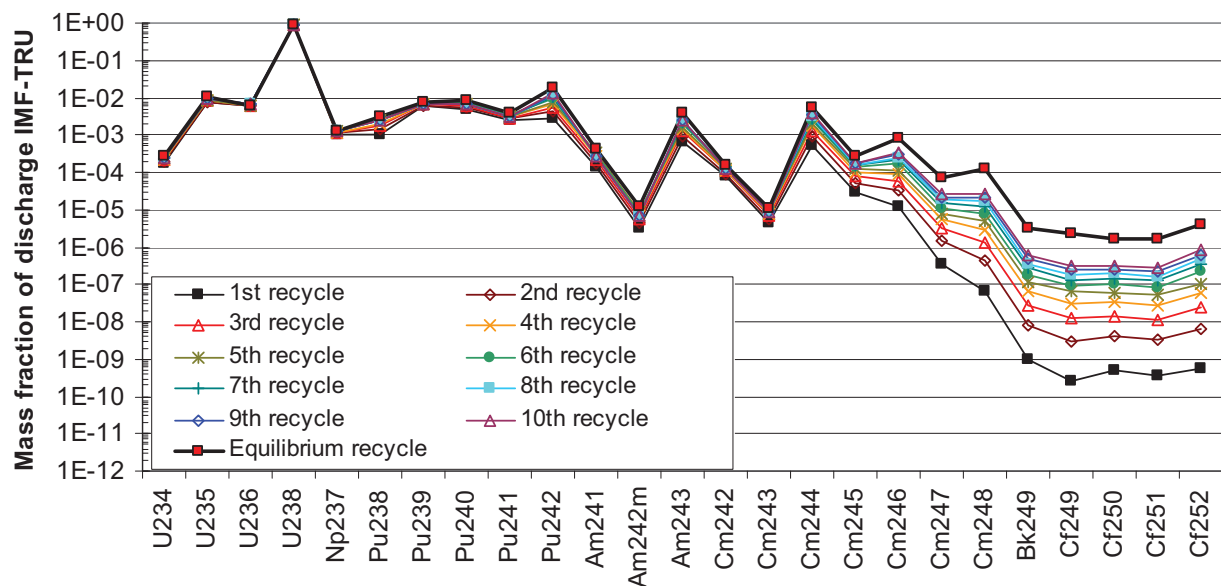 Mass fraction of discharge IMF-TRU
1E+00
1E-01
1E-02
1E-03
1E-04
1E-05
1E-06
1E-07
1E-08
1E-09
1E-10
1E-11
1E-12
1st recycle
2nd recycle
3rd recycle
4th recycle
5th recycle
6th recycle
7th recycle
8th recycle
9th recycle
10th recycle
Equilibrium recycle
U234
U235
U236
U238
Np237
Pu238
Pu239
Pu240
Pu241
Pu242
Am241
Am242m
Am243
Cm242
Cm243
Cm244
Cm245
Cm246
Cm247
Cm248
Bk249
Cf249
Cf250
Cf251
Cf252